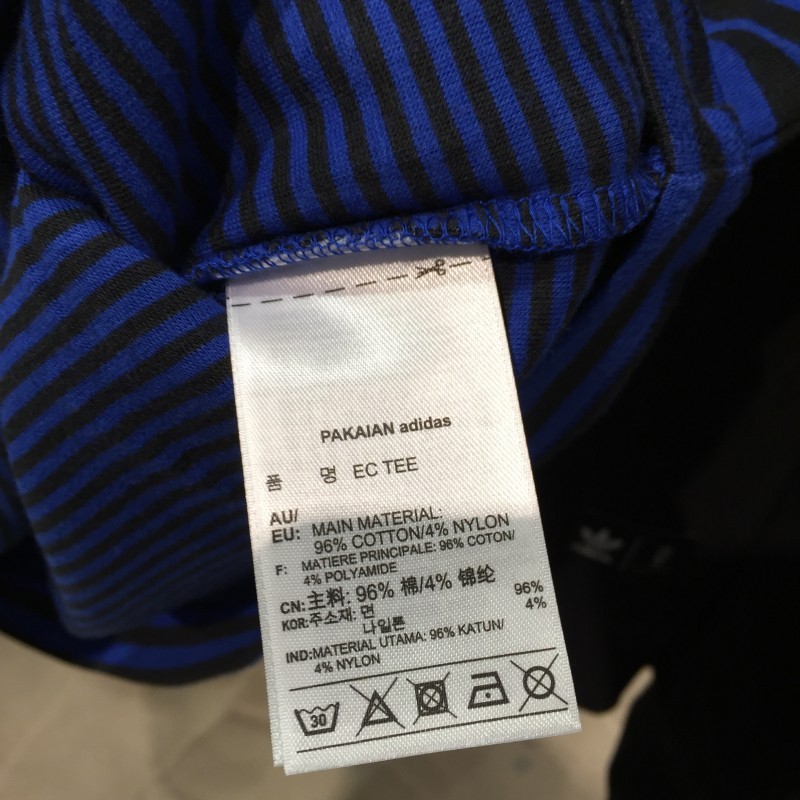 PAKAIAN adidas
품 명 EC TEE
AU/
EU: MAIN MATERIAL:
96% COTTON/4% NYLON
F: MATIERE PRINCIPALE: 96% COTON/
4% POLYAMIDE
CN: 主料: 96% 棉/4% 锦纶
KOR: 주소재: 면 96%
나일론 4%
IND: MATERIAL UTAMA: 96% KATUN/
4% NYLON
30